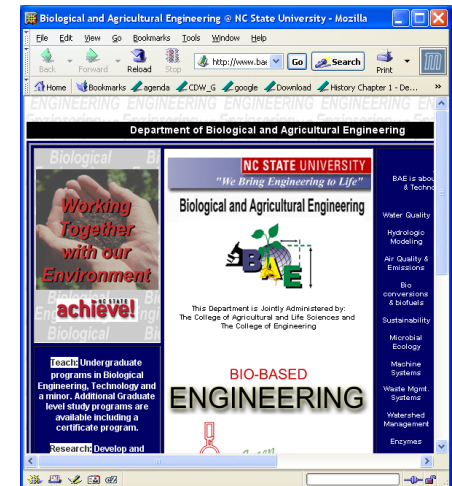 Biological and Agricultural Engineering @ NC State University - Mozilla
File Edit View Go Bookmarks Tools Window Help
Back Forward Reload Stop http://www.bae Go Search Print
Home Bookmarks agenda CDW_G google Download History Chapter 1 - De...
ENGINEERING ENGINEERING ENGINEERING EN
Department of Biological and Agricultural Engineering
Biological Bi
Working
Together
with our
Environment
NC STATE
achieve!
Biological Bi
Teach: Undergraduate
programs in Biological
Engineering, Technology and
a minor. Additional Graduate
level study programs are
available including a
certificate program.
Research: Develop and
NC STATE UNIVERSITY
"We Bring Engineering to Life"
Biological and Agricultural Engineering
BAE
This Department is Jointly Administered by:
The College of Agricultural and Life Sciences and
The College of Engineering
BIO-BASED
ENGINEERING
BAE is abou
& Techno
Water Quality
Hydrologic
Modeling
Air Quality &
Emissions
Bio
conversions
& biofuels
Sustainability
Microbial
Ecology
Machine
Systems
Waste Mgmt.
Systems
Watershed
Management
Enzymes